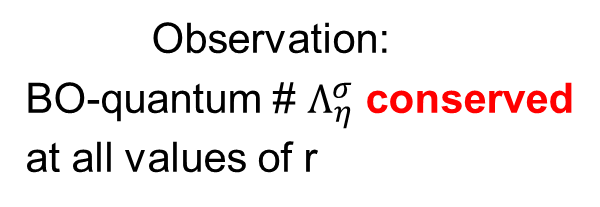 Observation:
BO-quantum # Λ_η^σ conserved
at all values of r